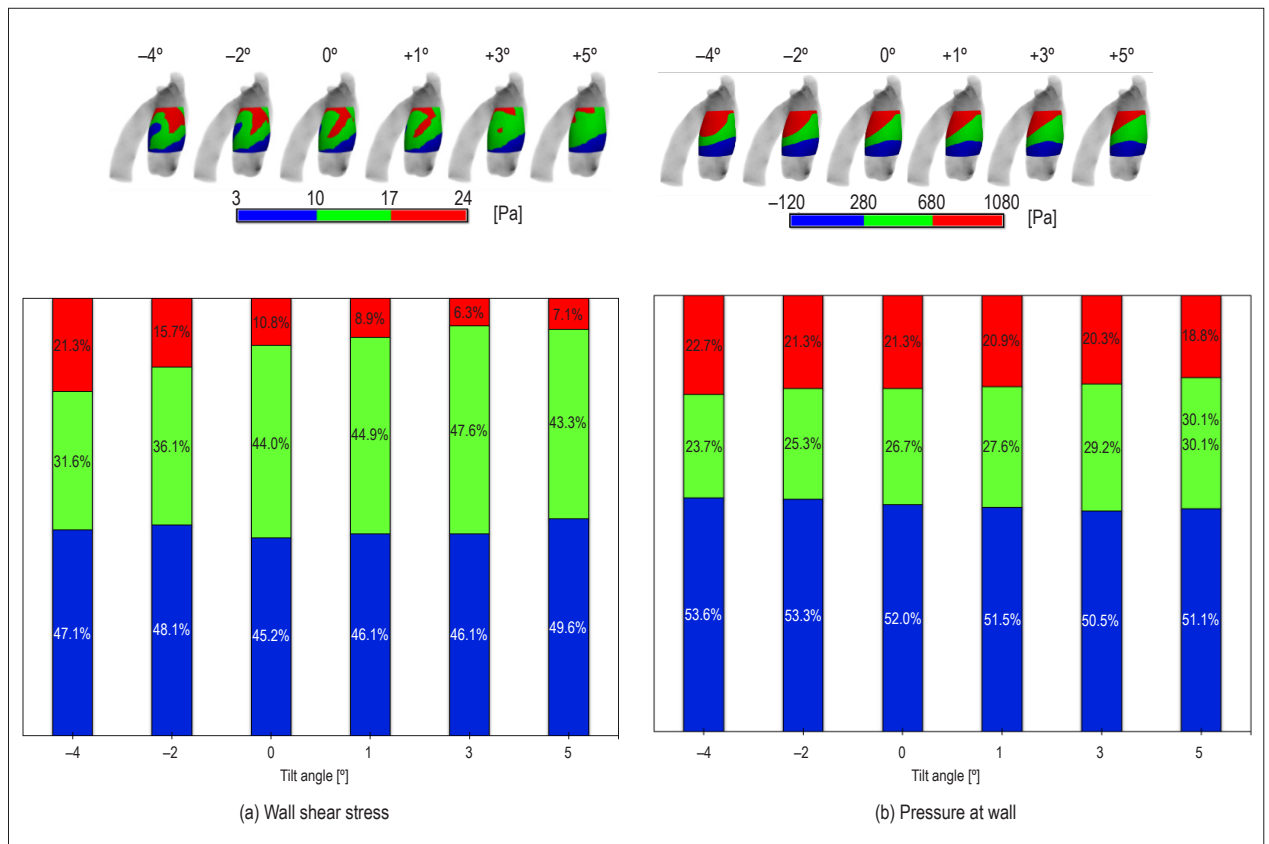 –4º –2º 0º +1º +3º +5º
3 10 17 24 [Pa]
21.3% 15.7% 10.8% 8.9% 6.3% 7.1%
31.6% 36.1% 44.0% 44.9% 47.6% 43.3%
47.1% 48.1% 45.2% 46.1% 46.1% 49.6%
–4 –2 0 1 3 5
Tilt angle [º]
(a) Wall shear stress
–4º –2º 0º +1º +3º +5º
–120 280 680 1080 [Pa]
22.7% 21.3% 21.3% 20.9% 20.3% 18.8%
30.1%
23.7% 25.3% 26.7% 27.6% 29.2% 30.1%
53.6% 53.3% 52.0% 51.5% 50.5% 51.1%
–4 –2 0 1 3 5
Tilt angle [º]
(b) Pressure at wall